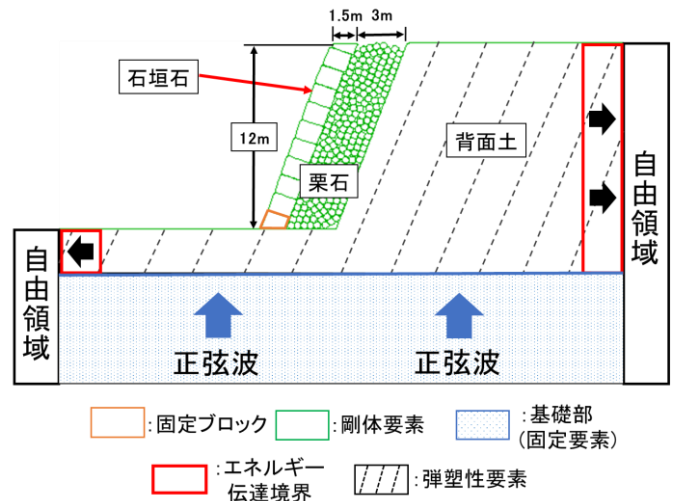 1.5m 3m
石垣石
12m
背面土
栗石
自由領域
自由領域
正弦波
正弦波
:固定ブロック
:剛体要素
:基礎部
(固定要素)
:エネルギー
伝達境界
:弾塑性要素